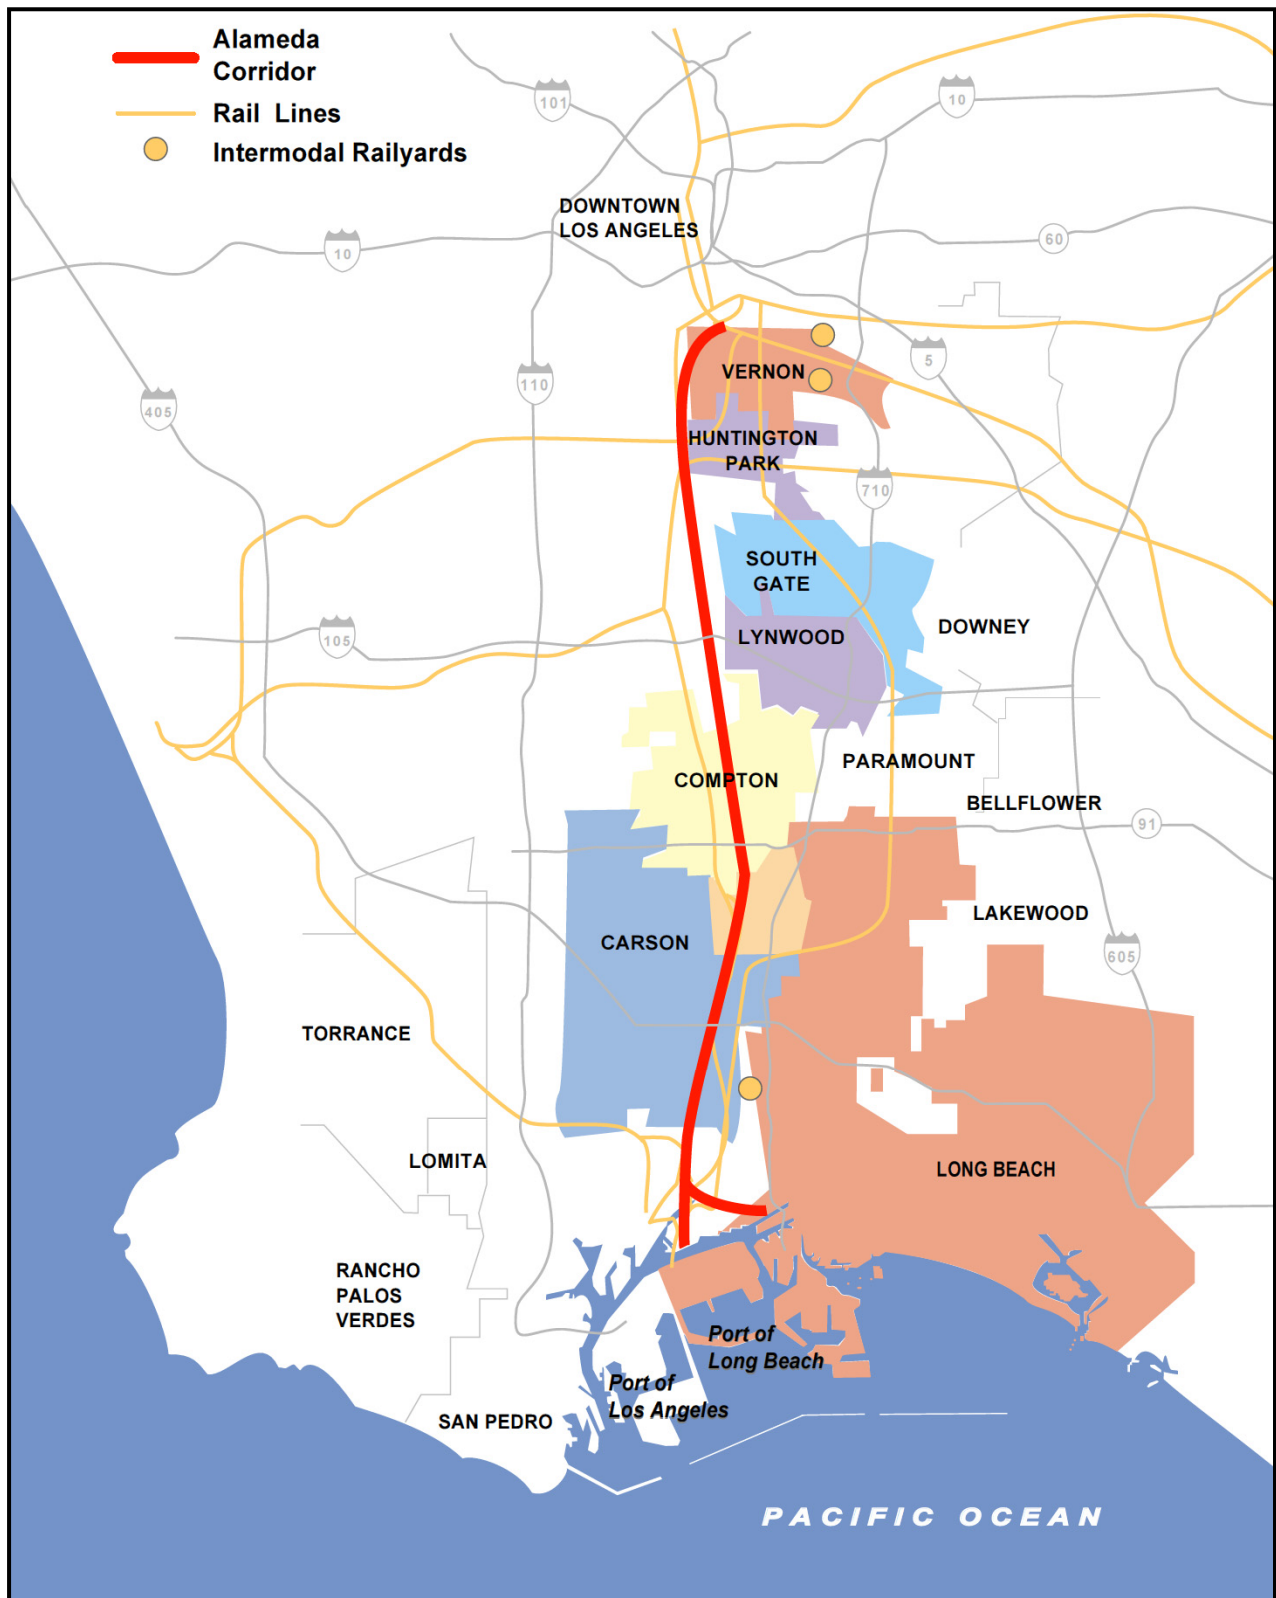 Alameda
Corridor
Rail Lines
Intermodal Railyards
101
10
DOWNTOWN
LOS ANGELES
10
60
5
VERNON
110
405
HUNTINGTON
PARK
710
SOUTH
GATE
105
LYNWOOD
DOWNEY
PARAMOUNT
COMPTON
BELLFLOWER
91
LAKEWOOD
CARSON
605
TORRANCE
LOMITA
LONG BEACH
RANCHO
PALOS
VERDES
Port of
Long Beach
Port of
Los Angeles
SAN PEDRO
PACIFIC OCEAN